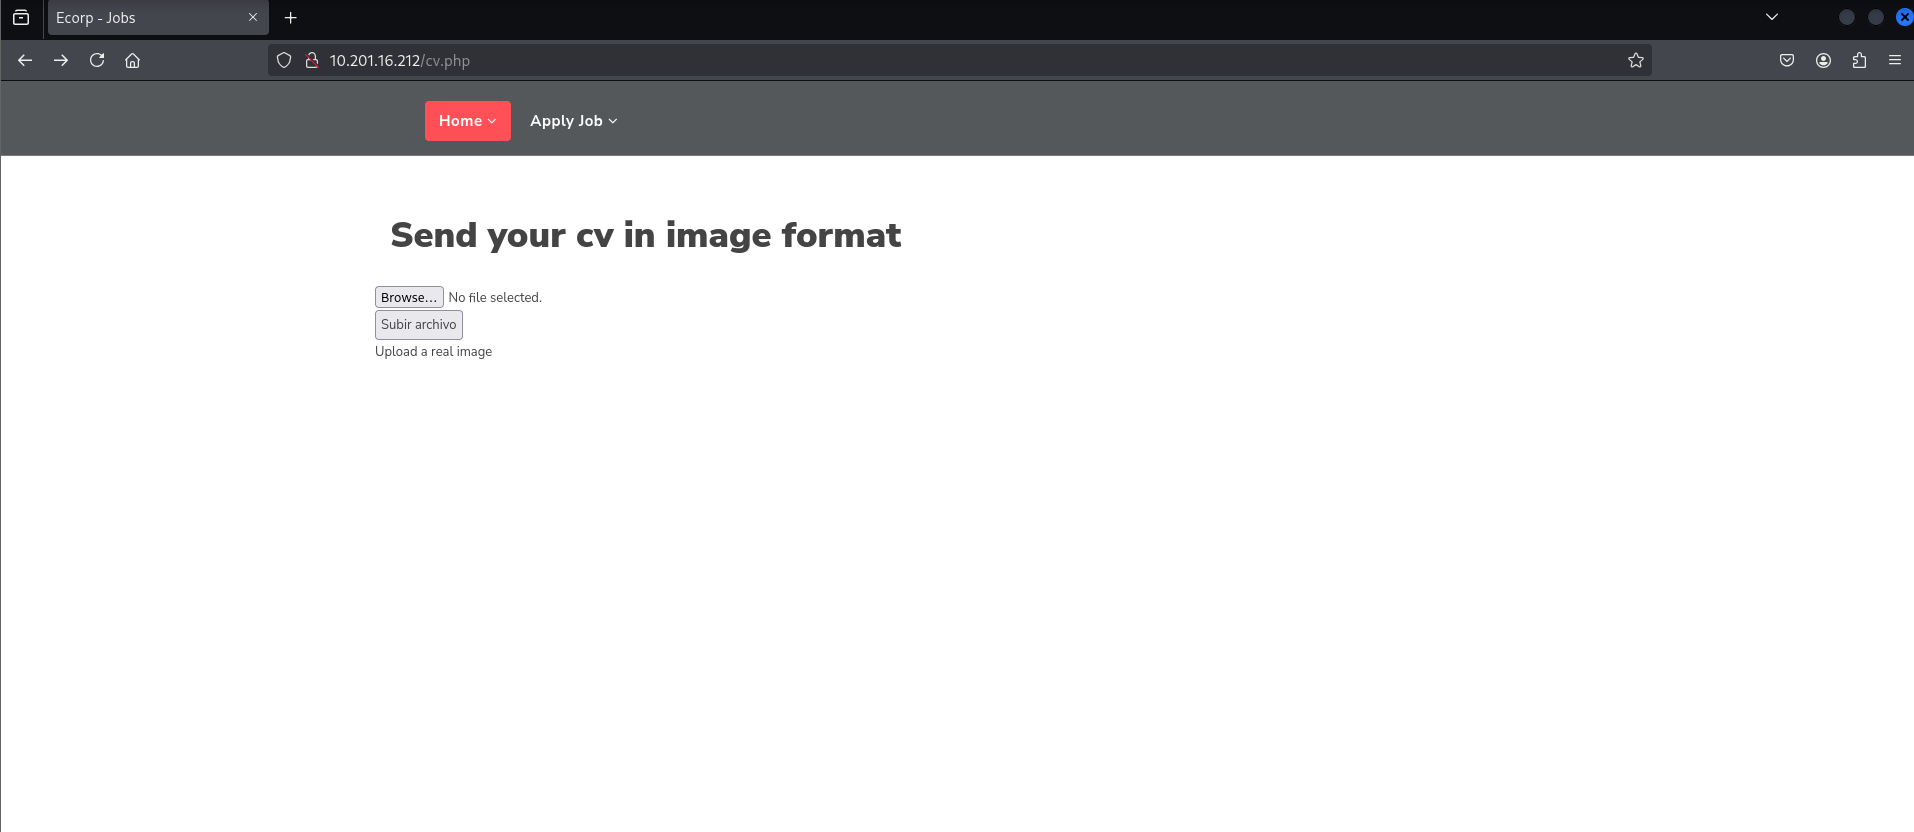 Ecorp - Jobs
10.201.16.212/cv.php
Home Apply Job
Send your cv in image format
Browse... No file selected.
Subir archivo
Upload a real image